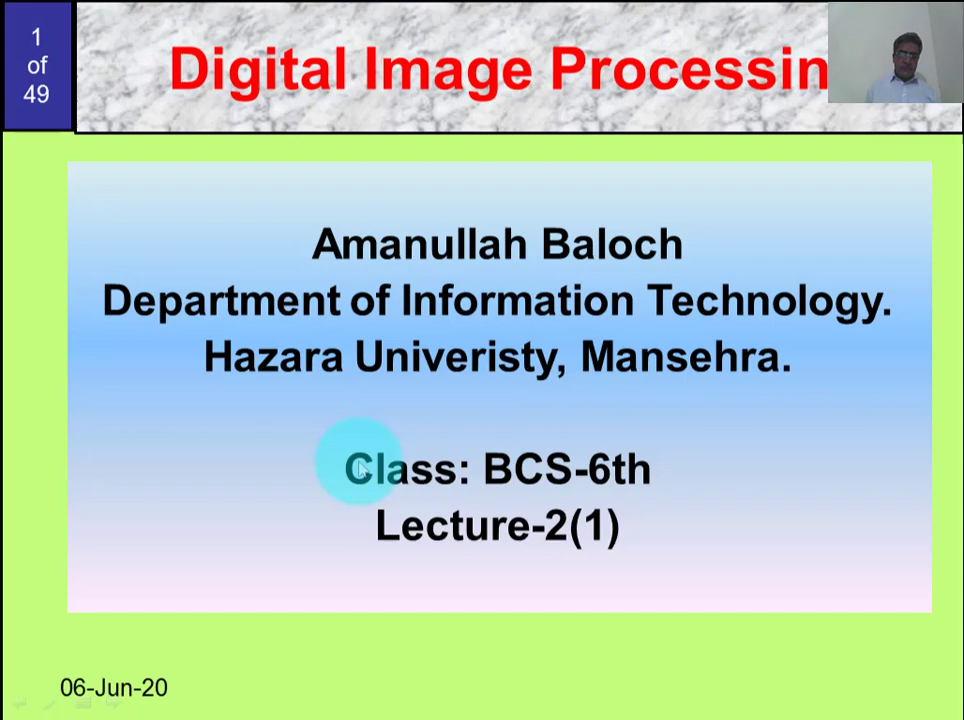 1
of
49
Digital Image Processin
Amanullah Baloch
Department of Information Technology.
Hazara Univeristy, Mansehra.
Class: BCS-6th
Lecture-2(1)
06-Jun-20